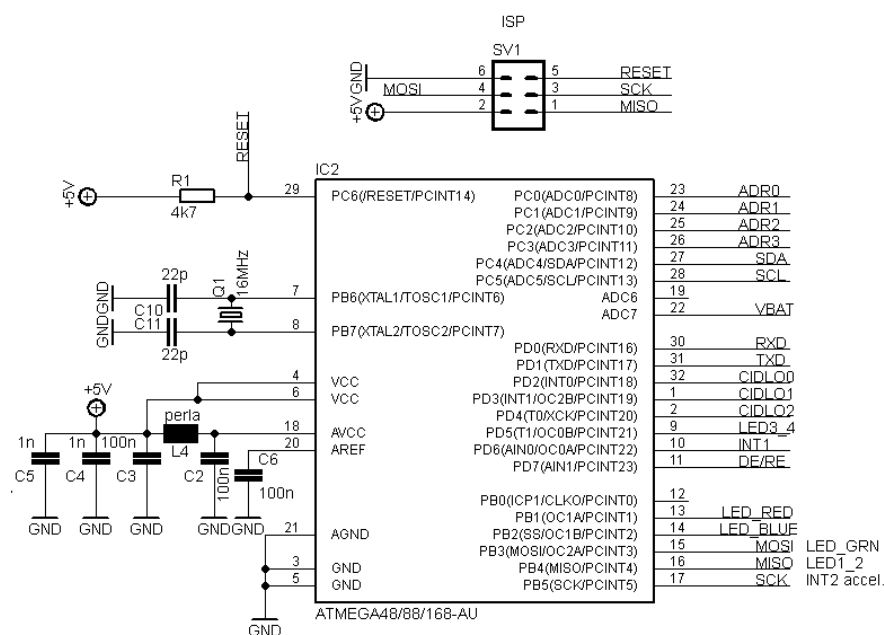 ISP
SV1
GND 6 5 RESET
MOSI 4 3 SCK
+5V 2 1 MISO
RESET
IC2
+5V R1 4k7 29 PC6(/RESET/PCINT14)
PC0(ADC0/PCINT8) 23 ADR0
PC1(ADC1/PCINT9) 24 ADR1
PC2(ADC2/PCINT10) 25 ADR2
PC3(ADC3/PCINT11) 26 ADR3
PC4(ADC4/SDA/PCINT12) 27 SDA
PC5(ADC5/SCL/PCINT13) 28 SCL
ADC6 19
ADC7 22 VBAT
22p
GND C10 Q1 16MHz 7 PB6(XTAL1/TOSC1/PCINT6)
GND C11 8 PB7(XTAL2/TOSC2/PCINT7)
22p
PD0(RXD/PCINT16) 30 RXD
PD1(TXD/PCINT17) 31 TXD
PD2(INT0/PCINT18) 32 CIDLO0
PD3(INT1/OC2B/PCINT19) 1 CIDLO1
PD4(T0/XCK/PCINT20) 2 CIDLO2
PD5(T1/OC0B/PCINT21) 9 LED3_4
PD6(AIN0/OC0A/PCINT22) 10 INT1
PD7(AIN1/PCINT23) 11 DE/RE
4 VCC
6 VCC
+5V
perla
L4
18 AVCC
20 AREF
1n 1n 100n
C5 C4 C3 C2 100n C6 100n
GND GND GND GND GND
21 AGND
3 GND
5 GND
GND
PB0(ICP1/CLKO/PCINT0) 12
PB1(OC1A/PCINT1) 13 LED_RED
PB2(SS/OC1B/PCINT2) 14 LED_BLUE
PB3(MOSI/OC2A/PCINT3) 15 MOSI LED_GRN
PB4(MISO/PCINT4) 16 MISO LED1_2
PB5(SCK/PCINT5) 17 SCK INT2 accel.
ATMEGA48/88/168-AU